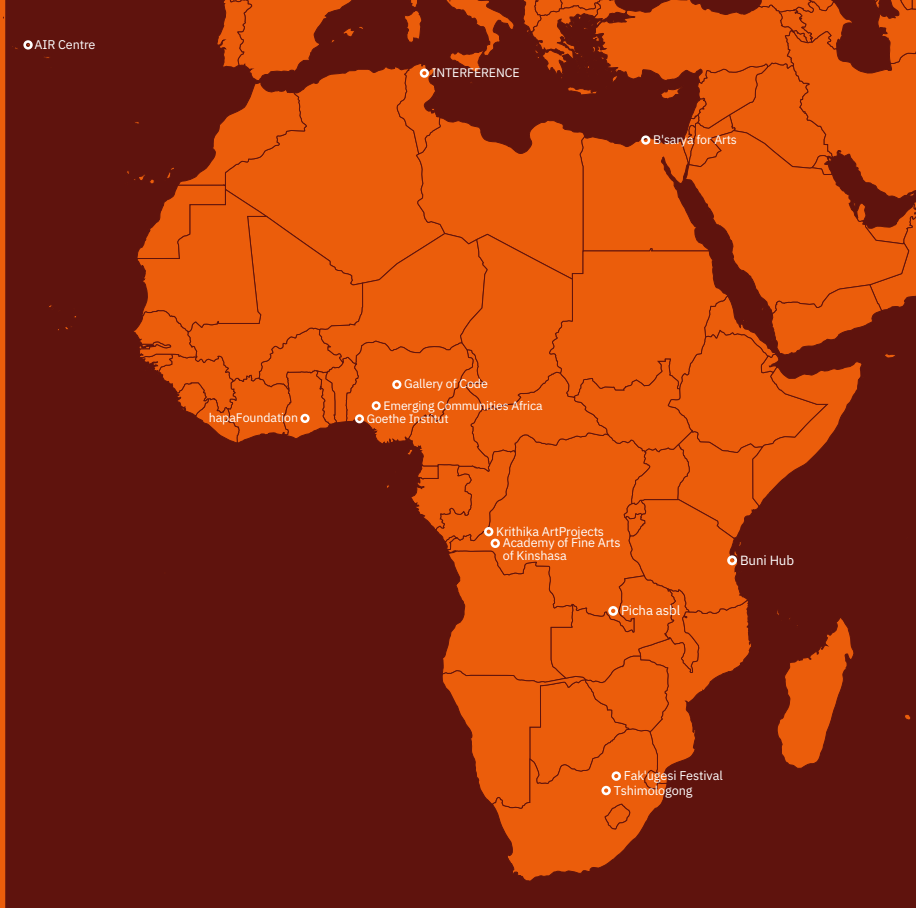 AIR Centre
INTERFERENCE
B'sarya for Arts
Gallery of Code
Emerging Communities Africa
hapaFoundation
Goethe Institut
Krithika ArtProjects
Academy of Fine Arts
of Kinshasa
Buni Hub
Picha asbl
Fak'ugesi Festival
Tshimologong